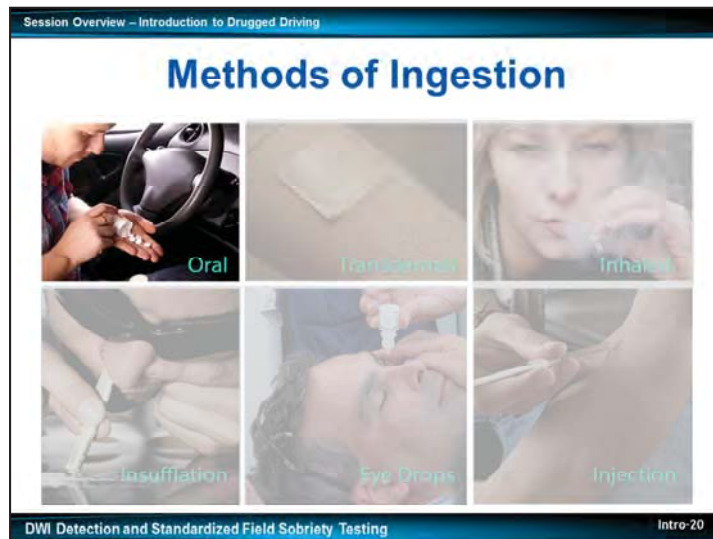 Session Overview – Introduction to Drugged Driving
Methods of Ingestion
Oral
Transdermal
Inhaled
Insufflation
Eye Drops
Injection
DWI Detection and Standardized Field Sobriety Testing
Intro-20